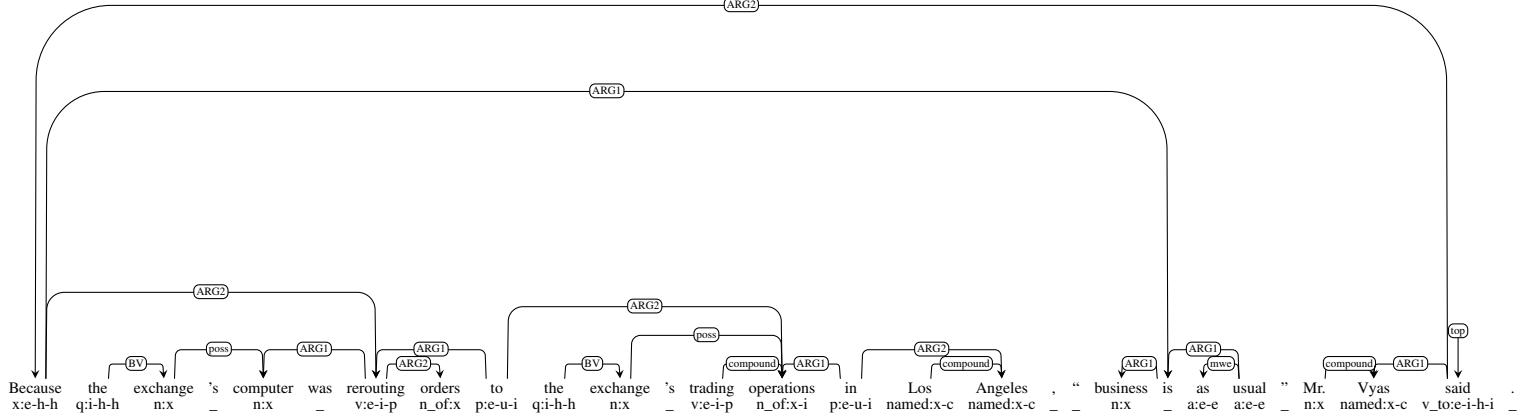 ARG2
ARG1
ARG2
ARG2
top
poss
BV poss ARG1 ARG1 ARG2 BV compound ARG1 ARG2 compound ARG1 ARG1 mwe compound ARG1
Because the exchange 's computer was rerouting orders to the exchange 's trading operations in Los Angeles , “ business is as usual ” Mr. Vyas said .
x:e-h-h q:i-h-h n:x _ n:x _ v:e-i-p n_of:x p:e-u-i q:i-h-h n:x _ v:e-i-p n_of:x-i p:e-u-i named:x-c named:x-c _ _ n:x _ a:e-e a:e-e _ n:x named:x-c v_to:e-i-h-i _